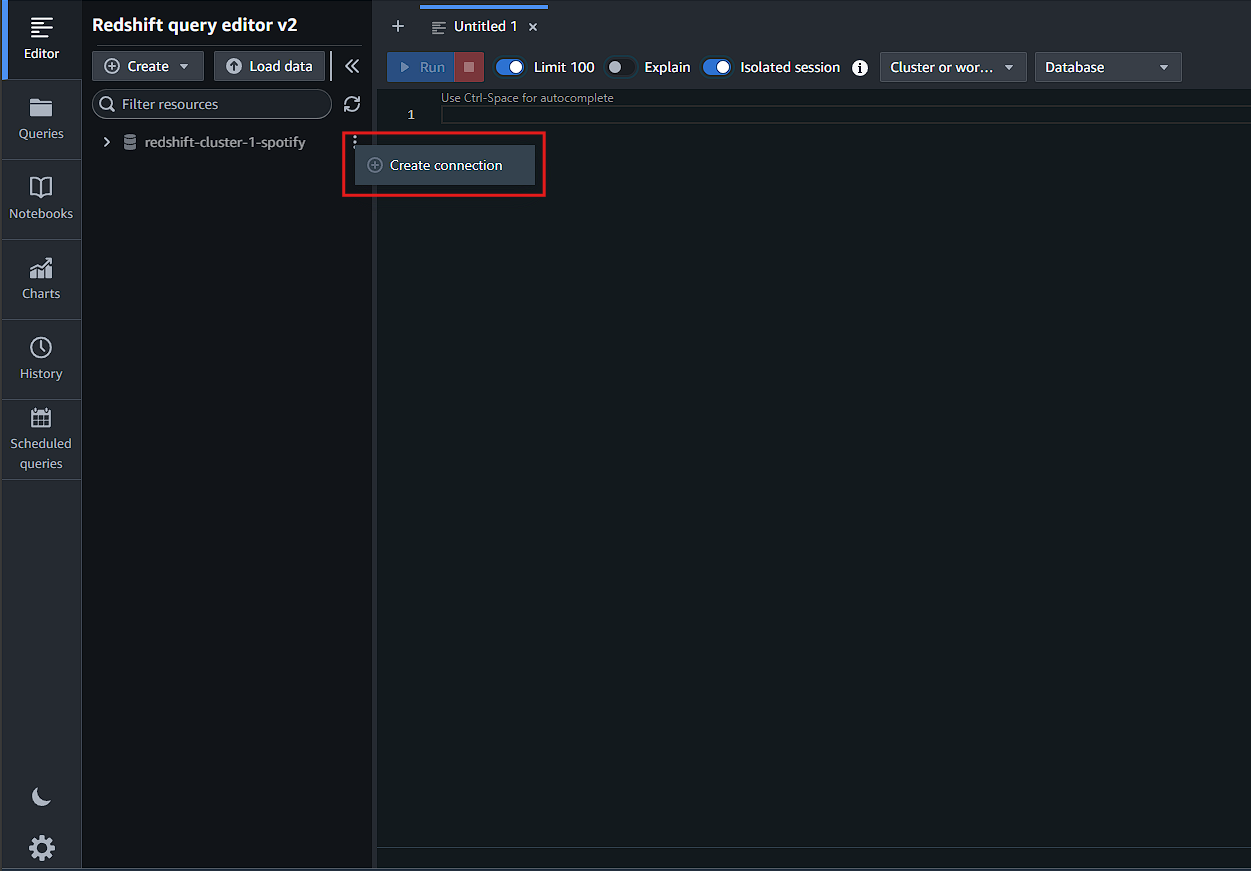 Editor
Queries
Notebooks
Charts
History
Scheduled
queries
Redshift query editor v2
Create
Load data
Filter resources
redshift-cluster-1-spotify
Create connection
Untitled 1
Run
Limit 100
Explain
Isolated session
Cluster or wor...
Database
Use Ctrl-Space for autocomplete
1